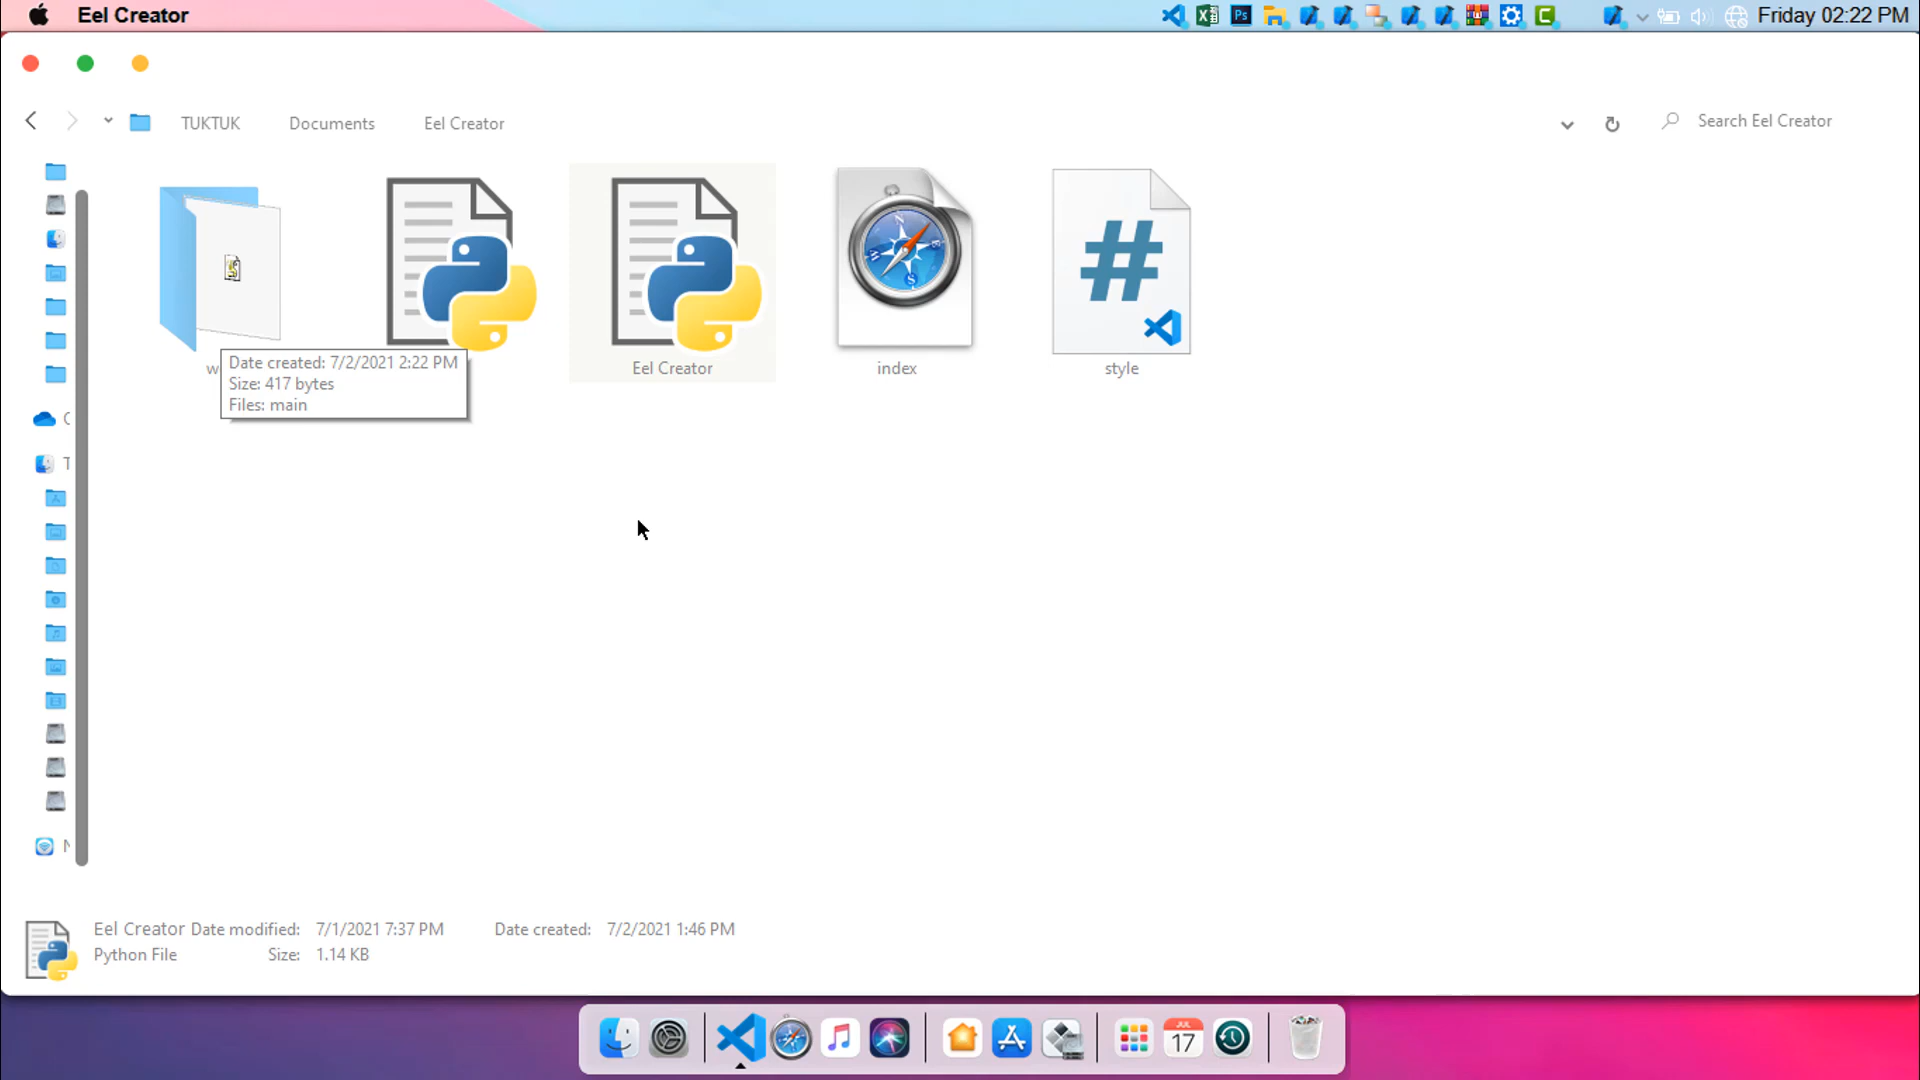 Eel Creator
Friday 02:22 PM
TUKTUK
Documents
Eel Creator
Search Eel Creator
Date created: 7/2/2021 2:22 PM
Size: 417 bytes
Files: main
Eel Creator
index
style
Eel Creator Date modified: 7/1/2021 7:37 PM Date created: 7/2/2021 1:46 PM
Python File Size: 1.14 KB
Ps
JUL
17